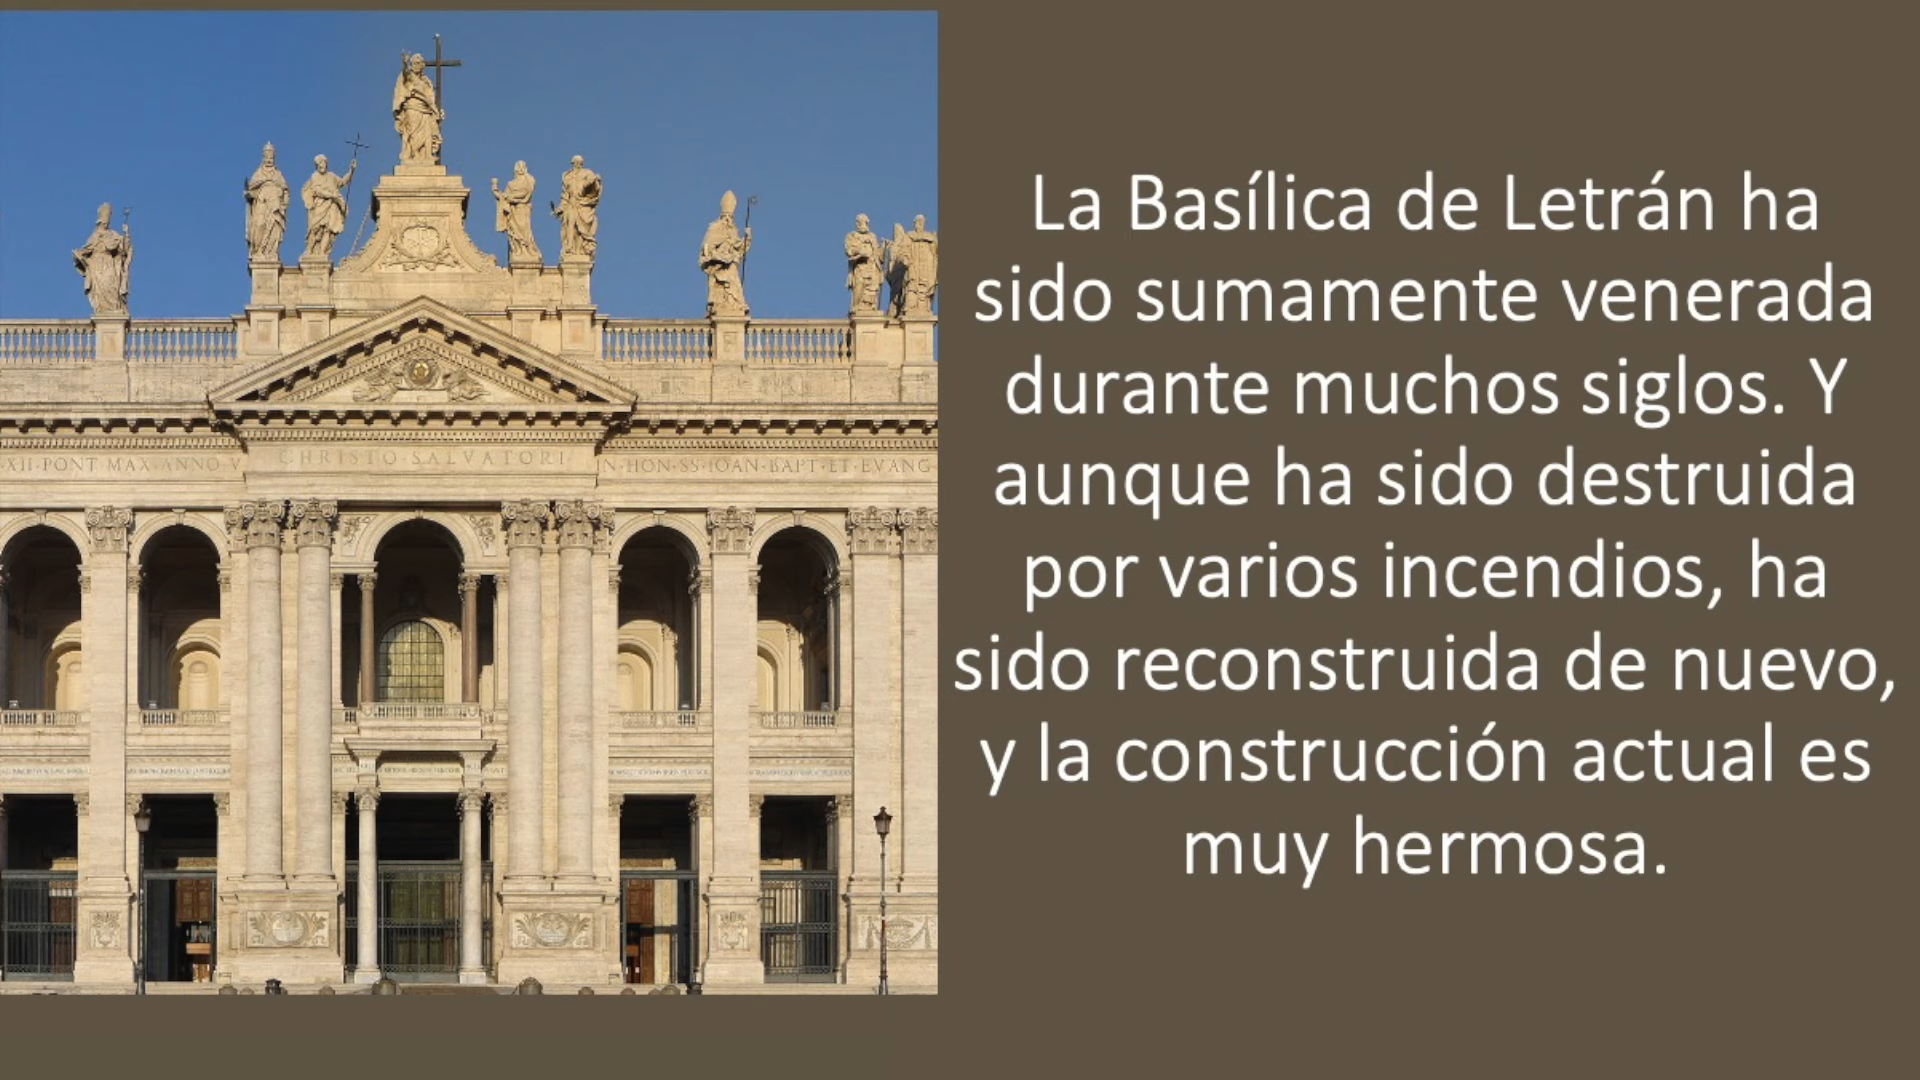 XII·PONT MAX·ANNO V
CHRISTO·SALVATORI
IN·HON·SS·IOAN·BAPT·ET·EVANG
La Basílica de Letrán ha
sido sumamente venerada
durante muchos siglos. Y
aunque ha sido destruida
por varios incendios, ha
sido reconstruida de nuevo,
y la construcción actual es
muy hermosa.